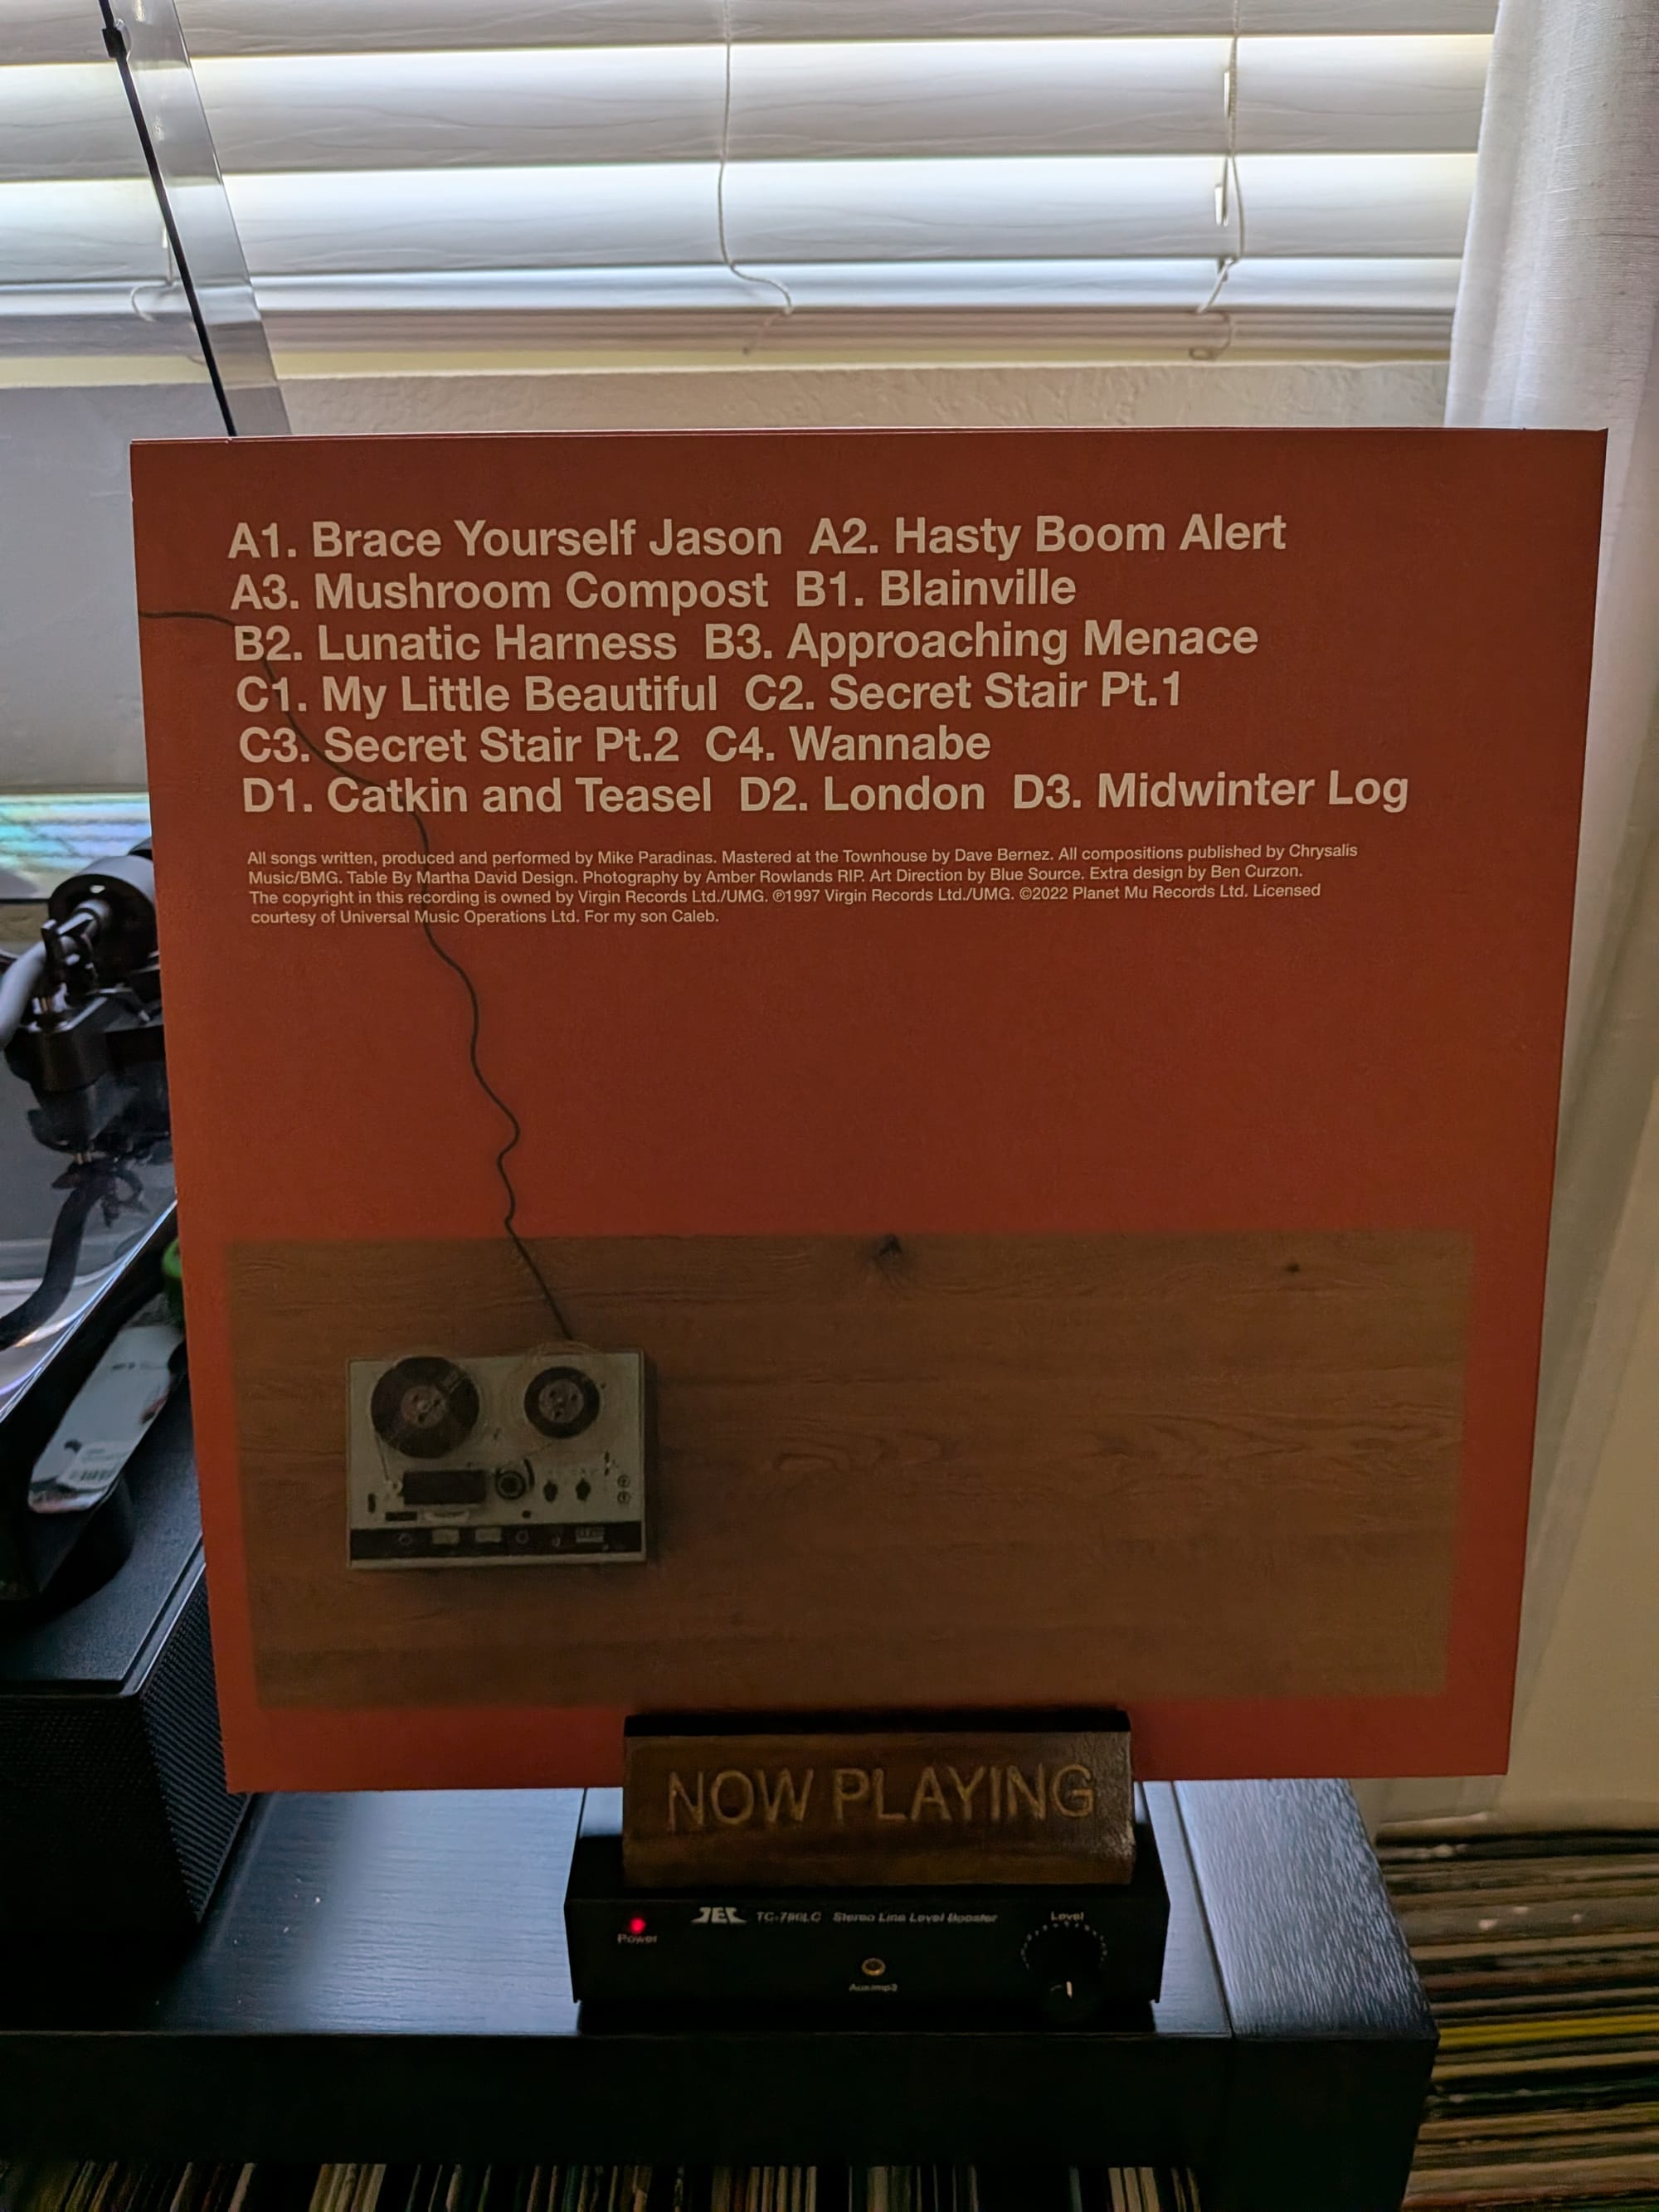 A1. Brace Yourself Jason A2. Hasty Boom Alert
A3. Mushroom Compost B1. Blainville
B2. Lunatic Harness B3. Approaching Menace
C1. My Little Beautiful C2. Secret Stair Pt.1
C3. Secret Stair Pt.2 C4. Wannabe
D1. Catkin and Teasel D2. London D3. Midwinter Log
All songs written, produced and performed by Mike Paradinas. Mastered at the Townhouse by Dave Bernez. All compositions published by Chrysalis
Music/BMG. Table By Martha David Design. Photography by Amber Rowlands RIP. Art Direction by Blue Source. Extra design by Ben Curzon.
The copyright in this recording is owned by Virgin Records Ltd./UMG. ℗1997 Virgin Records Ltd./UMG. ©2022 Planet Mu Records Ltd. Licensed
courtesy of Universal Music Operations Ltd. For my son Caleb.
NOW PLAYING
Stereo Line Level Booster Level
Power
Aux/mp3